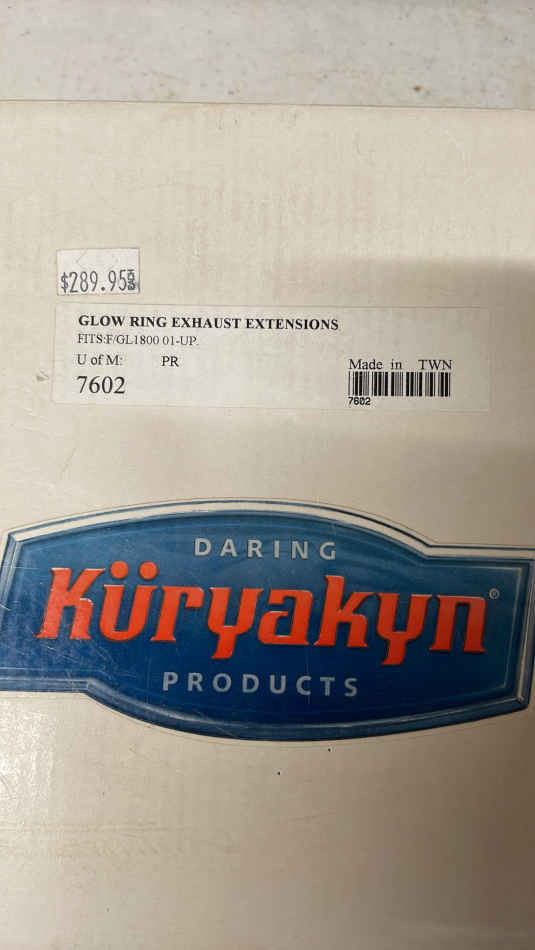 $289.95
GLOW RING EXHAUST EXTENSIONS
FITS:F/GL1800 01-UP.
U of M: PR
Made in TWN
7602
7602
DARING
Küryakyn®
PRODUCTS